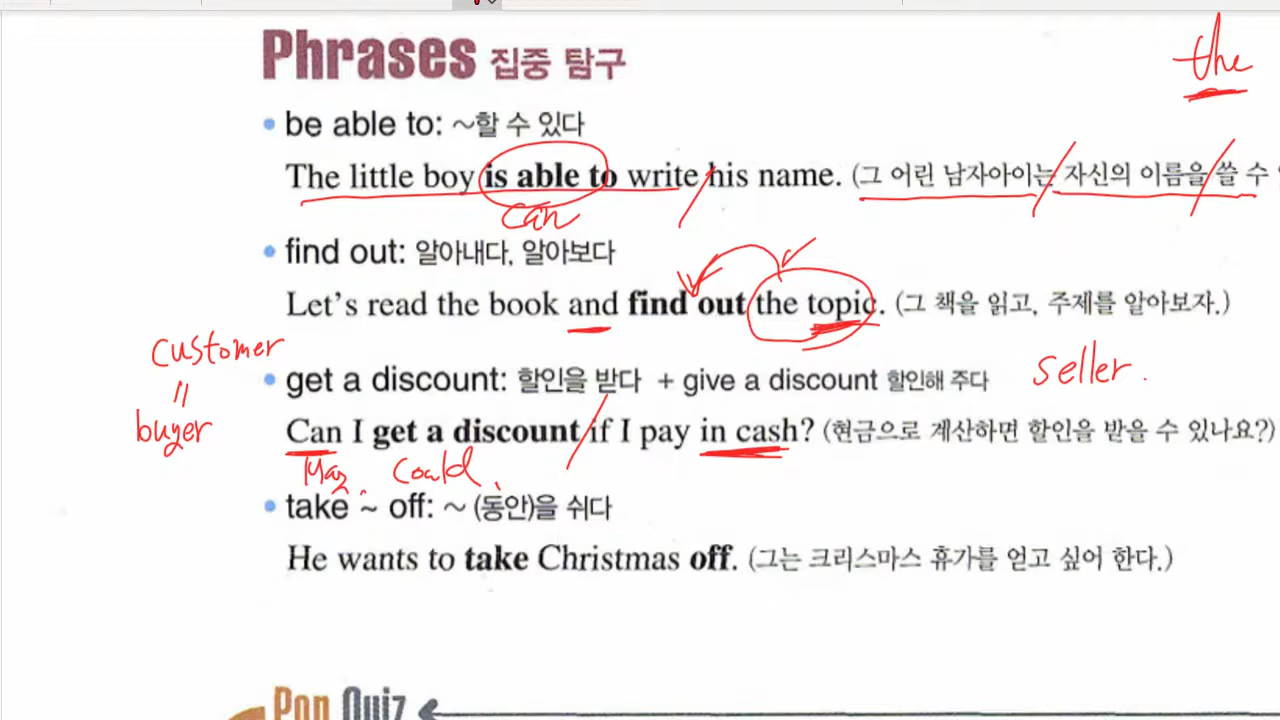 the
Phrases 집중 탐구
• be able to: ~할 수 있다
The little boy is able to write his name. (그 어린 남자아이는 자신의 이름을 쓸 수
can
• find out: 알아내다, 알아보다
Let's read the book and find out the topic. (그 책을 읽고, 주제를 알아보자.)
customer
=
buyer
• get a discount: 할인을 받다 + give a discount 할인해 주다
seller.
Can I get a discount if I pay in cash? (현금으로 계산하면 할인을 받을 수 있나요?)
May Could
• take ~ off: ~ (동안)을 쉬다
He wants to take Christmas off. (그는 크리스마스 휴가를 얻고 싶어 한다.)
Pop Quiz